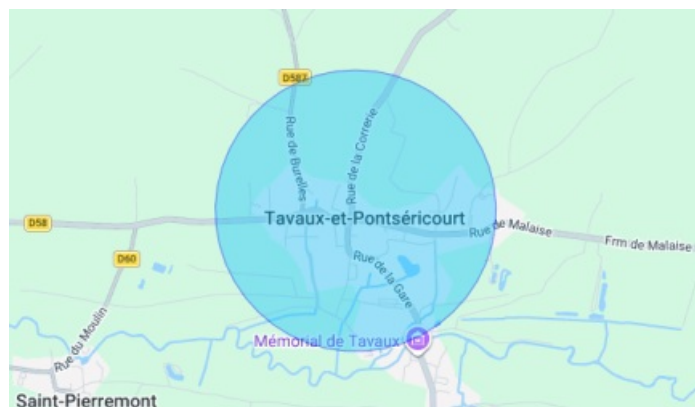 D587
Rue de Burelles
Rue de la Correrie
Tavaux-et-Pontséricourt
D58
Rue de Malaise
Frm de Malaise
D60
Rue de la Gare
Rue du Moulin
Mémorial de Tavaux
Saint-Pierremont